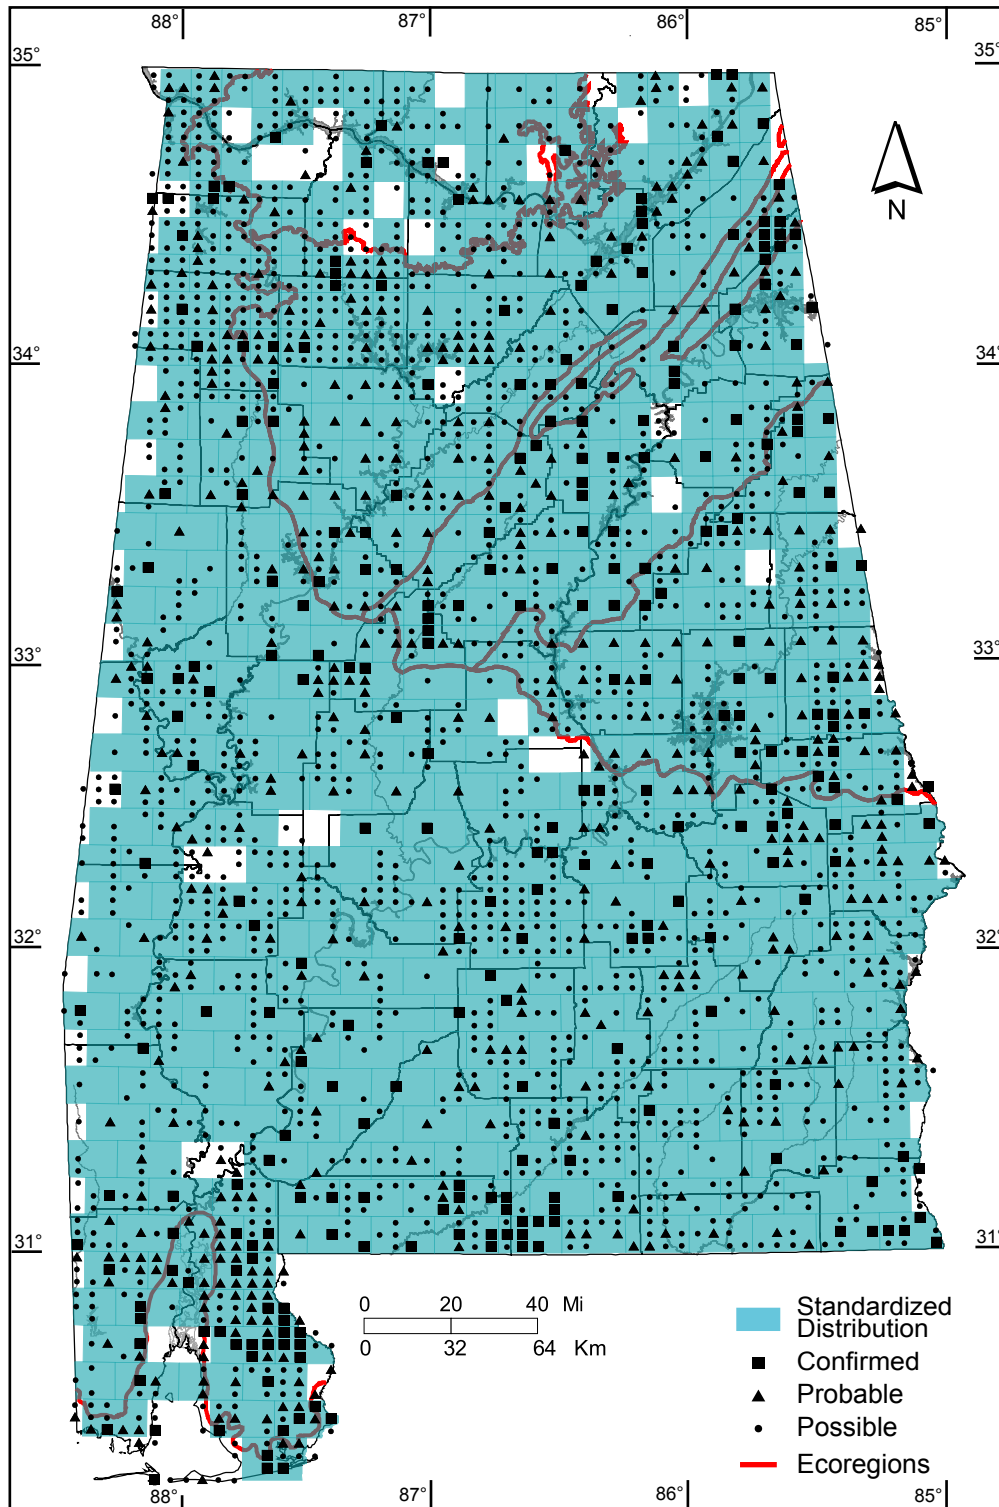 88° 87° 86° 85°
35° 35°
N
34° 34°
33° 33°
32° 32°
31° 31°
0 20 40 Mi
0 32 64 Km
Standardized
Distribution
Confirmed
Probable
Possible
Ecoregions
88° 87° 86° 85°